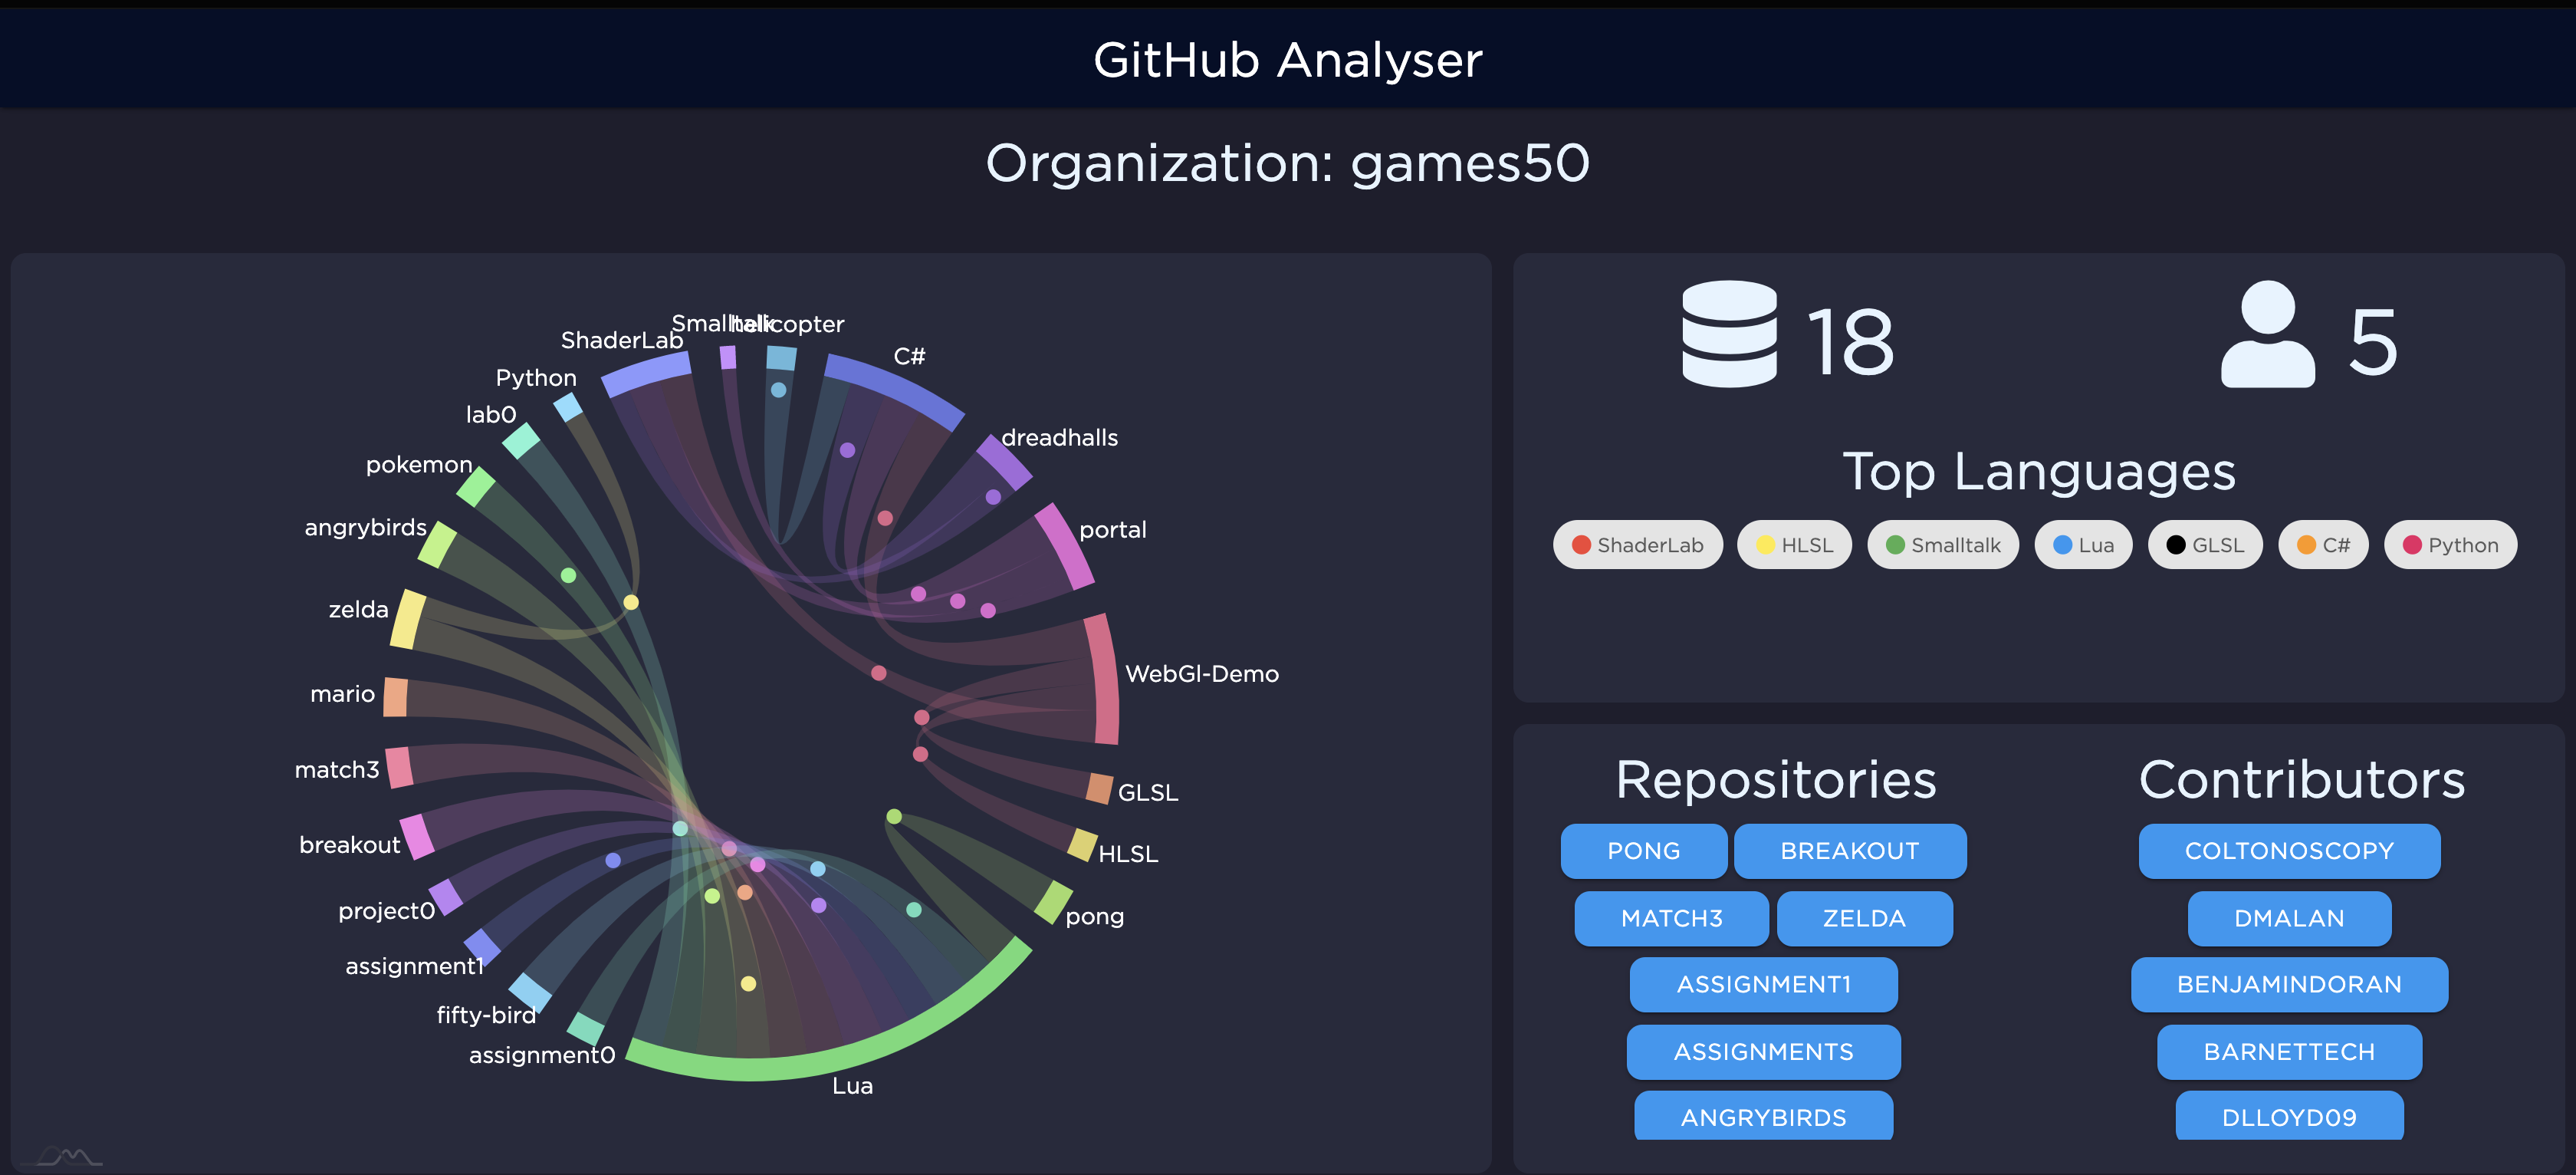 GitHub Analyser
Organization: games50
Smalltalk
helicopter
ShaderLab
C#
Python
lab0
dreadhalls
pokemon
angrybirds
portal
zelda
WebGl-Demo
mario
match3
GLSL
breakout
HLSL
project0
pong
assignment1
fifty-bird
assignment0
Lua
18
5
Top Languages
ShaderLab HLSL Smalltalk Lua GLSL C# Python
Repositories
PONG BREAKOUT
MATCH3 ZELDA
ASSIGNMENT1
ASSIGNMENTS
ANGRYBIRDS
Contributors
COLTONOSCOPY
DMALAN
BENJAMINDORAN
BARNETTECH
DLLOYD09